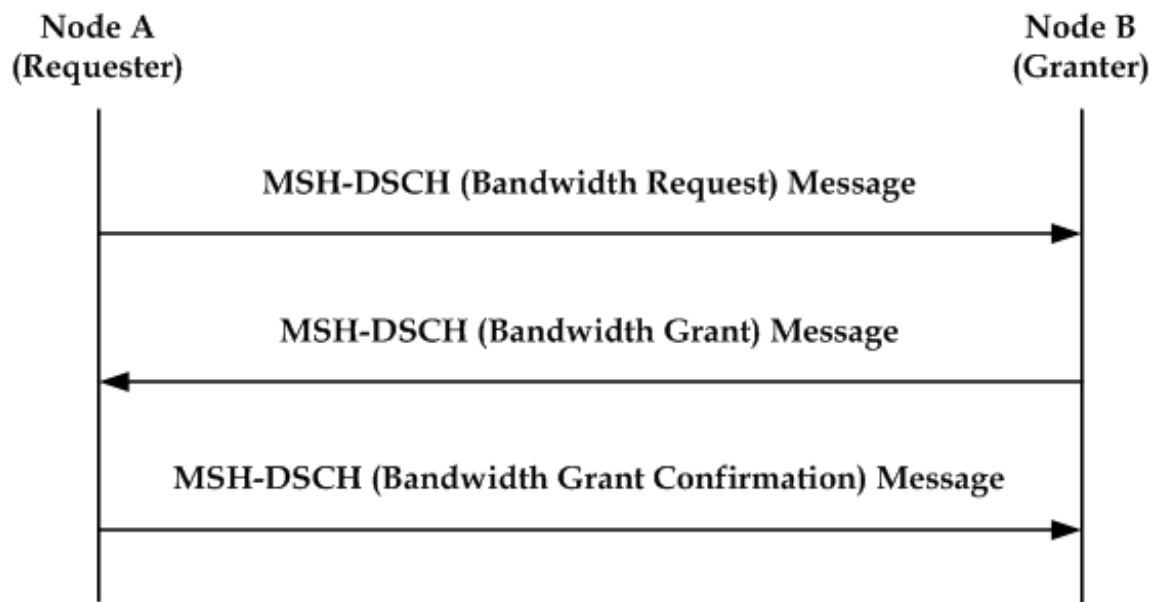 Node A
(Requester)
Node B
(Granter)
MSH-DSCH (Bandwidth Request) Message
MSH-DSCH (Bandwidth Grant) Message
MSH-DSCH (Bandwidth Grant Confirmation) Message